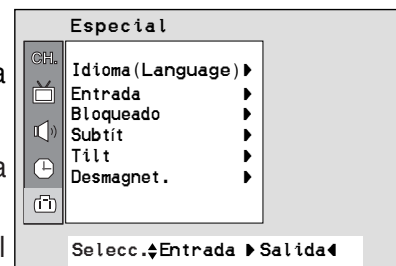 Especial
CH.
Idioma(Language)
Entrada
Bloqueado
Subtít
Tilt
Desmagnet.
Selecc. Entrada Salida
a
a
l